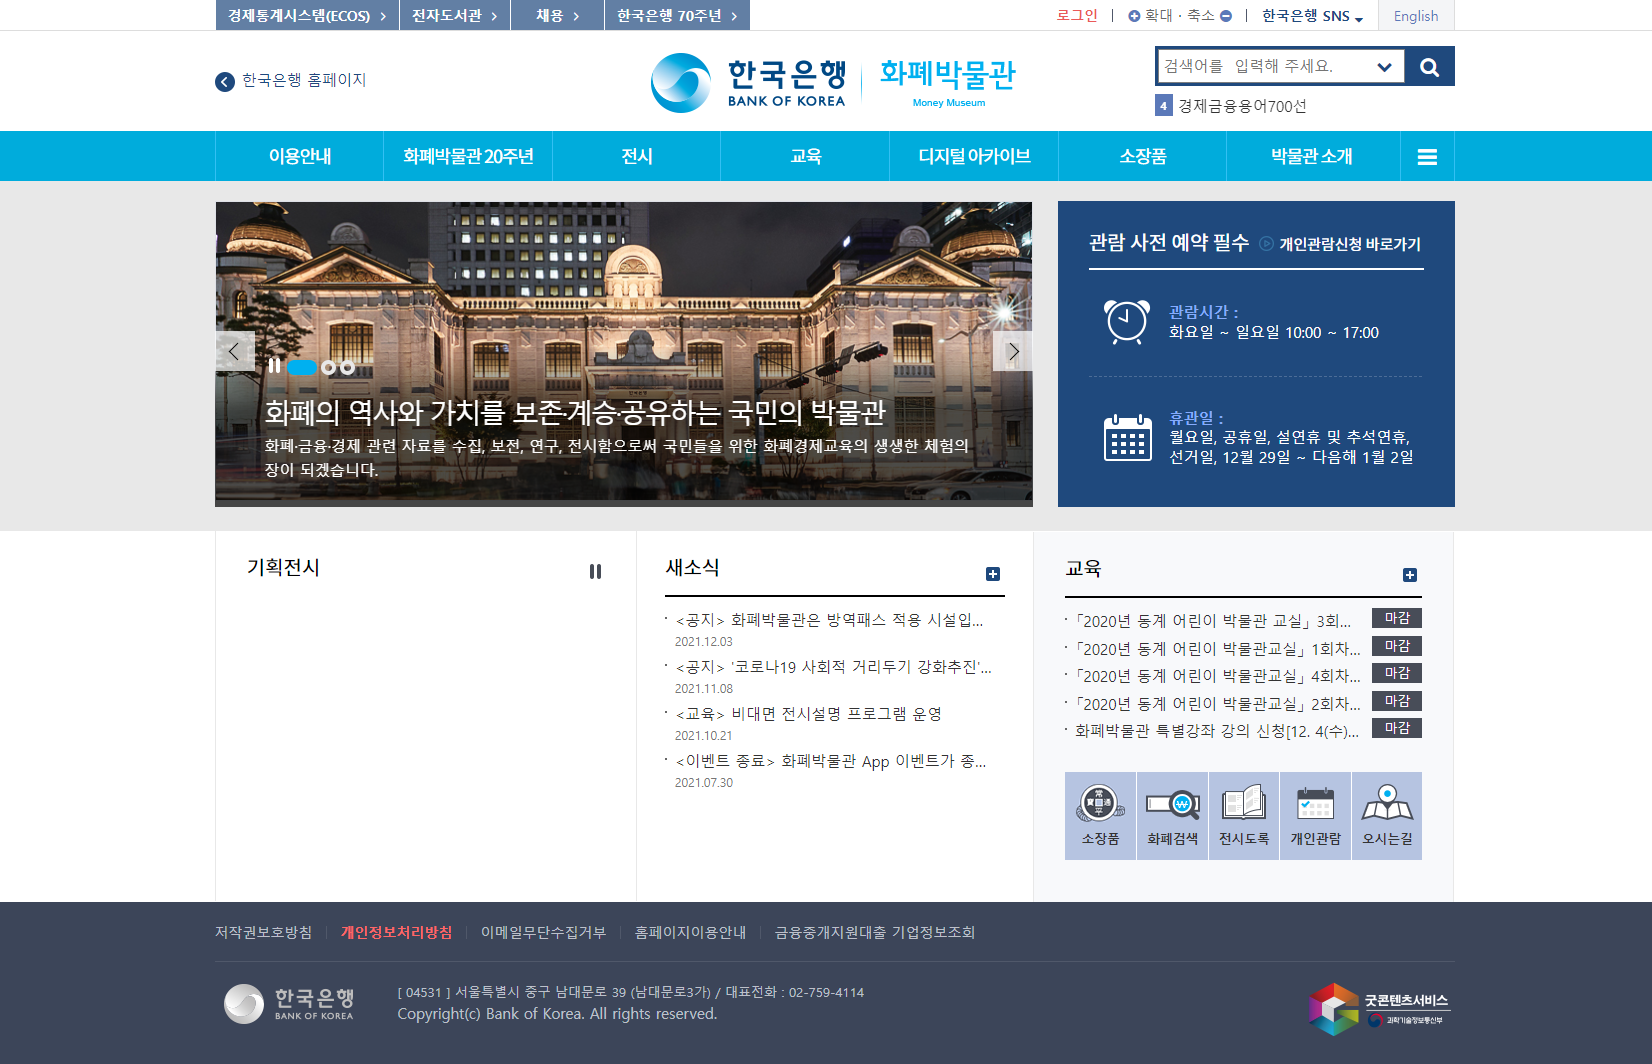 경제통계시스템(ECOS)
전자도서관
채용
한국은행 70주년
로그인
확대 · 축소
한국은행 SNS
English
한국은행 홈페이지
한국은행
BANK OF KOREA
화폐박물관
Money Museum
검색어를 입력해 주세요.
4 경제금융용어700선
이용안내
화폐박물관 20주년
전시
교육
디지털 아카이브
소장품
박물관 소개
화폐의 역사와 가치를 보존·계승·공유하는 국민의 박물관
화폐·금융·경제 관련 자료를 수집, 보전, 연구, 전시함으로써 국민들을 위한 화폐경제교육의 생생한 체험의
장이 되겠습니다.
관람 사전 예약 필수
개인관람신청 바로가기
관람시간 :
화요일 ~ 일요일 10:00 ~ 17:00
휴관일 :
월요일, 공휴일, 설연휴 및 추석연휴,
선거일, 12월 29일 ~ 다음해 1월 2일
기획전시
새소식
<공지> 화폐박물관은 방역패스 적용 시설입...
2021.12.03
<공지> '코로나19 사회적 거리두기 강화추진'...
2021.11.08
<교육> 비대면 전시설명 프로그램 운영
2021.10.21
<이벤트 종료> 화폐박물관 App 이벤트가 종...
2021.07.30
교육
「2020년 동계 어린이 박물관 교실」 3회... 마감
「2020년 동계 어린이 박물관교실」 1회차... 마감
「2020년 동계 어린이 박물관교실」 4회차... 마감
「2020년 동계 어린이 박물관교실」 2회차... 마감
화폐박물관 특별강좌 강의 신청[12. 4(수)... 마감
常
寶 通
平
소장품
화폐검색
전시도록
개인관람
오시는길
저작권보호방침
개인정보처리방침
이메일무단수집거부
홈페이지이용안내
금융중개지원대출 기업정보조회
한국은행
BANK OF KOREA
[ 04531 ] 서울특별시 중구 남대문로 39 (남대문로3가) / 대표전화 : 02-759-4114
Copyright(c) Bank of Korea. All rights reserved.
굿콘텐츠서비스
과학기술정보통신부